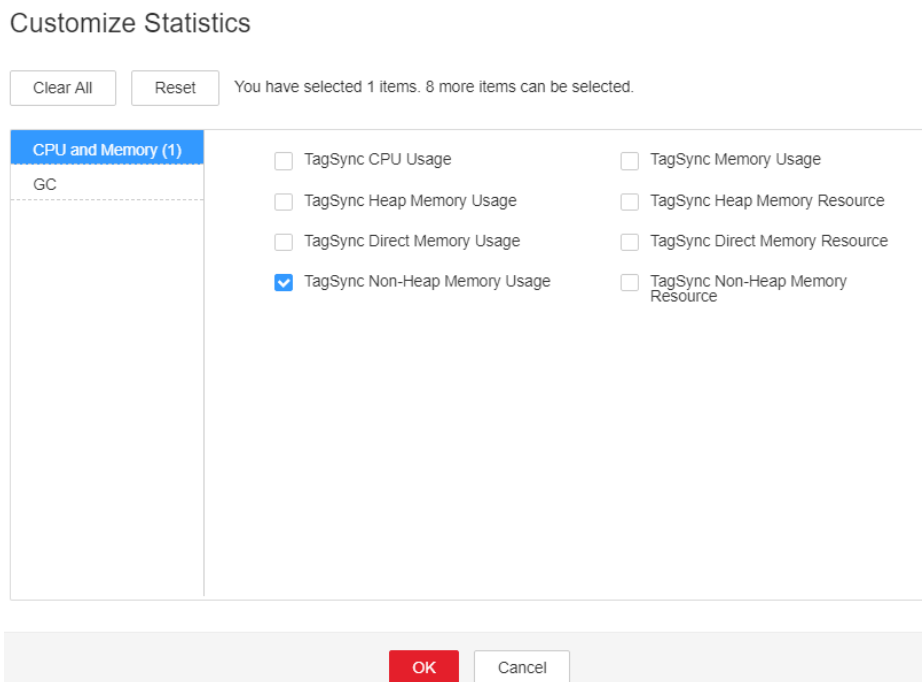 Customize Statistics
Clear All
Reset
You have selected 1 items. 8 more items can be selected.
CPU and Memory (1)
GC
TagSync CPU Usage
TagSync Memory Usage
TagSync Heap Memory Usage
TagSync Heap Memory Resource
TagSync Direct Memory Usage
TagSync Direct Memory Resource
TagSync Non-Heap Memory Usage
TagSync Non-Heap Memory
Resource
OK
Cancel